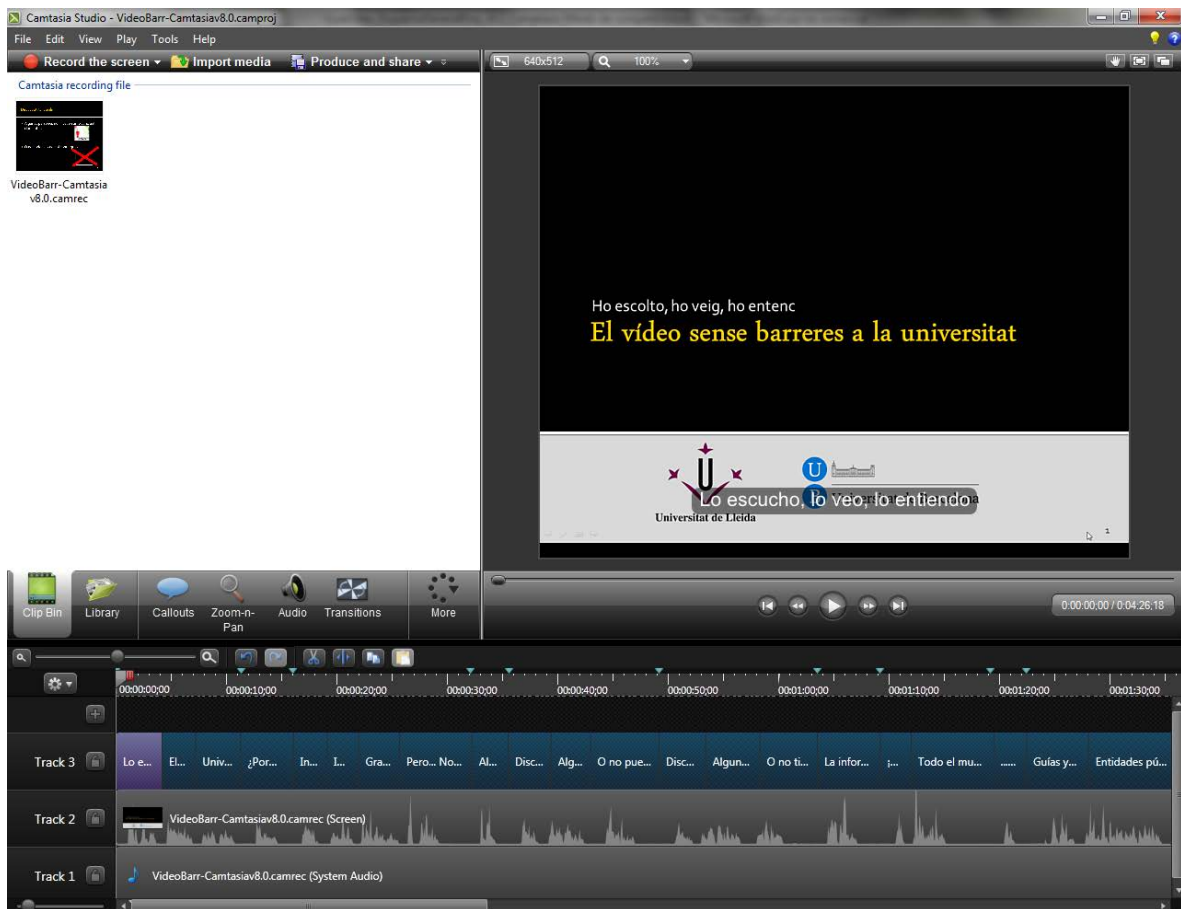 Camtasia Studio - VideoBarr-Camtasiav8.0.camproj
File Edit View Play Tools Help
Record the screen Import media Produce and share
640x512 100%
Camtasia recording file
VideoBarr-Camtasia
v8.0.camrec
Ho escolto, ho veig, ho entenc
El vídeo sense barreres a la universitat
U
U
B
Lo escucho, lo veo, lo entiendo
Universitat de Lleida
1
Clip Bin Library Callouts Zoom-n-Pan Audio Transitions More
0:00:00;00 / 0:04:26;18
00:00:00;00 00:00:10;00 00:00:20;00 00:00:30;00 00:00:40;00 00:00:50;00 00:01:00;00 00:01:10;00 00:01:20;00 00:01:30;00
Track 3 Lo e... El... Univ... ¿Por... In... I... Gra... Pero... No... Al... Disc... Alg... O no pue... Disc... Algun... O no ti... La infor... ¡... Todo el mu... ...... Guías y... Entidades pú...
Track 2 VideoBarr-Camtasiav8.0.camrec (Screen)
Track 1 VideoBarr-Camtasiav8.0.camrec (System Audio)